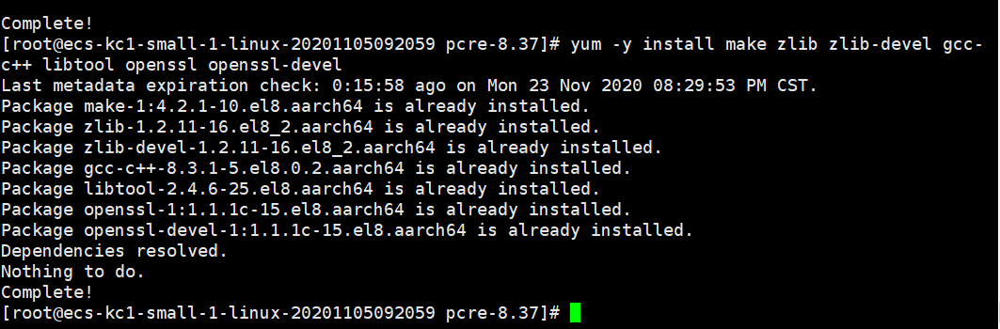 Complete!
[root@ecs-kc1-small-1-linux-20201105092059 pcre-8.37]# yum -y install make zlib zlib-devel gcc-
c++ libtool openssl openssl-devel
Last metadata expiration check: 0:15:58 ago on Mon 23 Nov 2020 08:29:53 PM CST.
Package make-1:4.2.1-10.el8.aarch64 is already installed.
Package zlib-1.2.11-16.el8_2.aarch64 is already installed.
Package zlib-devel-1.2.11-16.el8_2.aarch64 is already installed.
Package gcc-c++-8.3.1-5.el8.0.2.aarch64 is already installed.
Package libtool-2.4.6-25.el8.aarch64 is already installed.
Package openssl-1:1.1.1c-15.el8.aarch64 is already installed.
Package openssl-devel-1:1.1.1c-15.el8.aarch64 is already installed.
Dependencies resolved.
Nothing to do.
Complete!
[root@ecs-kc1-small-1-linux-20201105092059 pcre-8.37]#